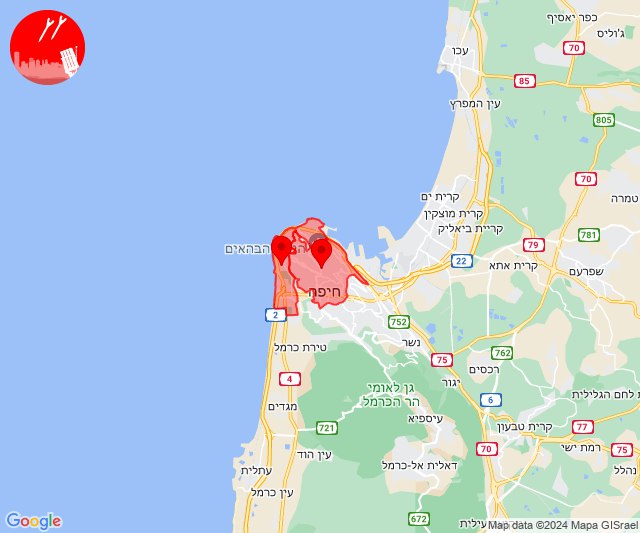 כפר יאסיף
ג'וליס
70
עכו
85
עין המפרץ
805
70
טמרה
קרית ים
קרית מוצקין
קריית ביאליק
781
79
הבהאים
22
קרית אתא
שפרעם
חיפה
2
752
נשר
762
טירת כרמל
75
רכסים
4
גן לאומי
הר הכרמל
יגור
6
לחם הגלילית
מגדים
עיספיא
77
721
קרית טבעון
70
רמת ישי
עין הוד
דאלית אל-כרמל
עתלית
נהלל
75
עין כרמל
672
Google
Map data ©2024 Mapa GISrael